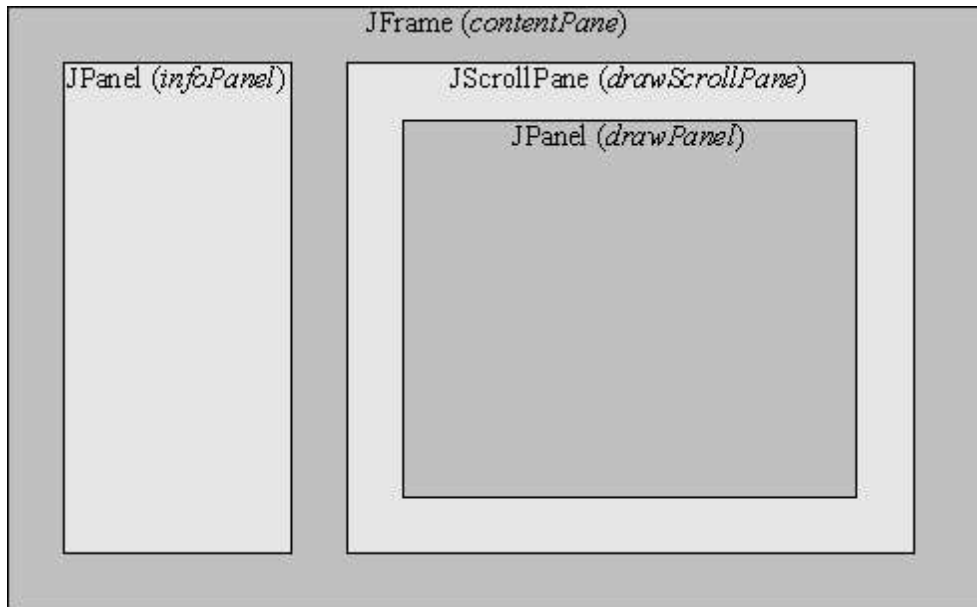 JFrame (contentPane)
JPanel (infoPanel)
JScrollPane (drawScrollPane)
JPanel (drawPanel)